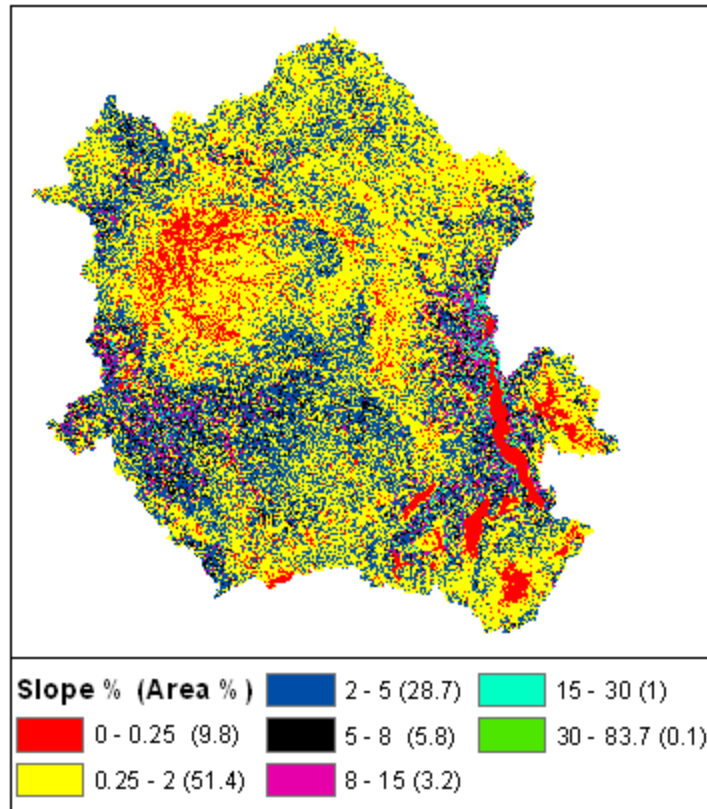 Slope % (Area %)
0 - 0.25 (9.8)
0.25 - 2 (51.4)
2 - 5 (28.7)
5 - 8 (5.8)
8 - 15 (3.2)
15 - 30 (1)
30 - 83.7 (0.1)